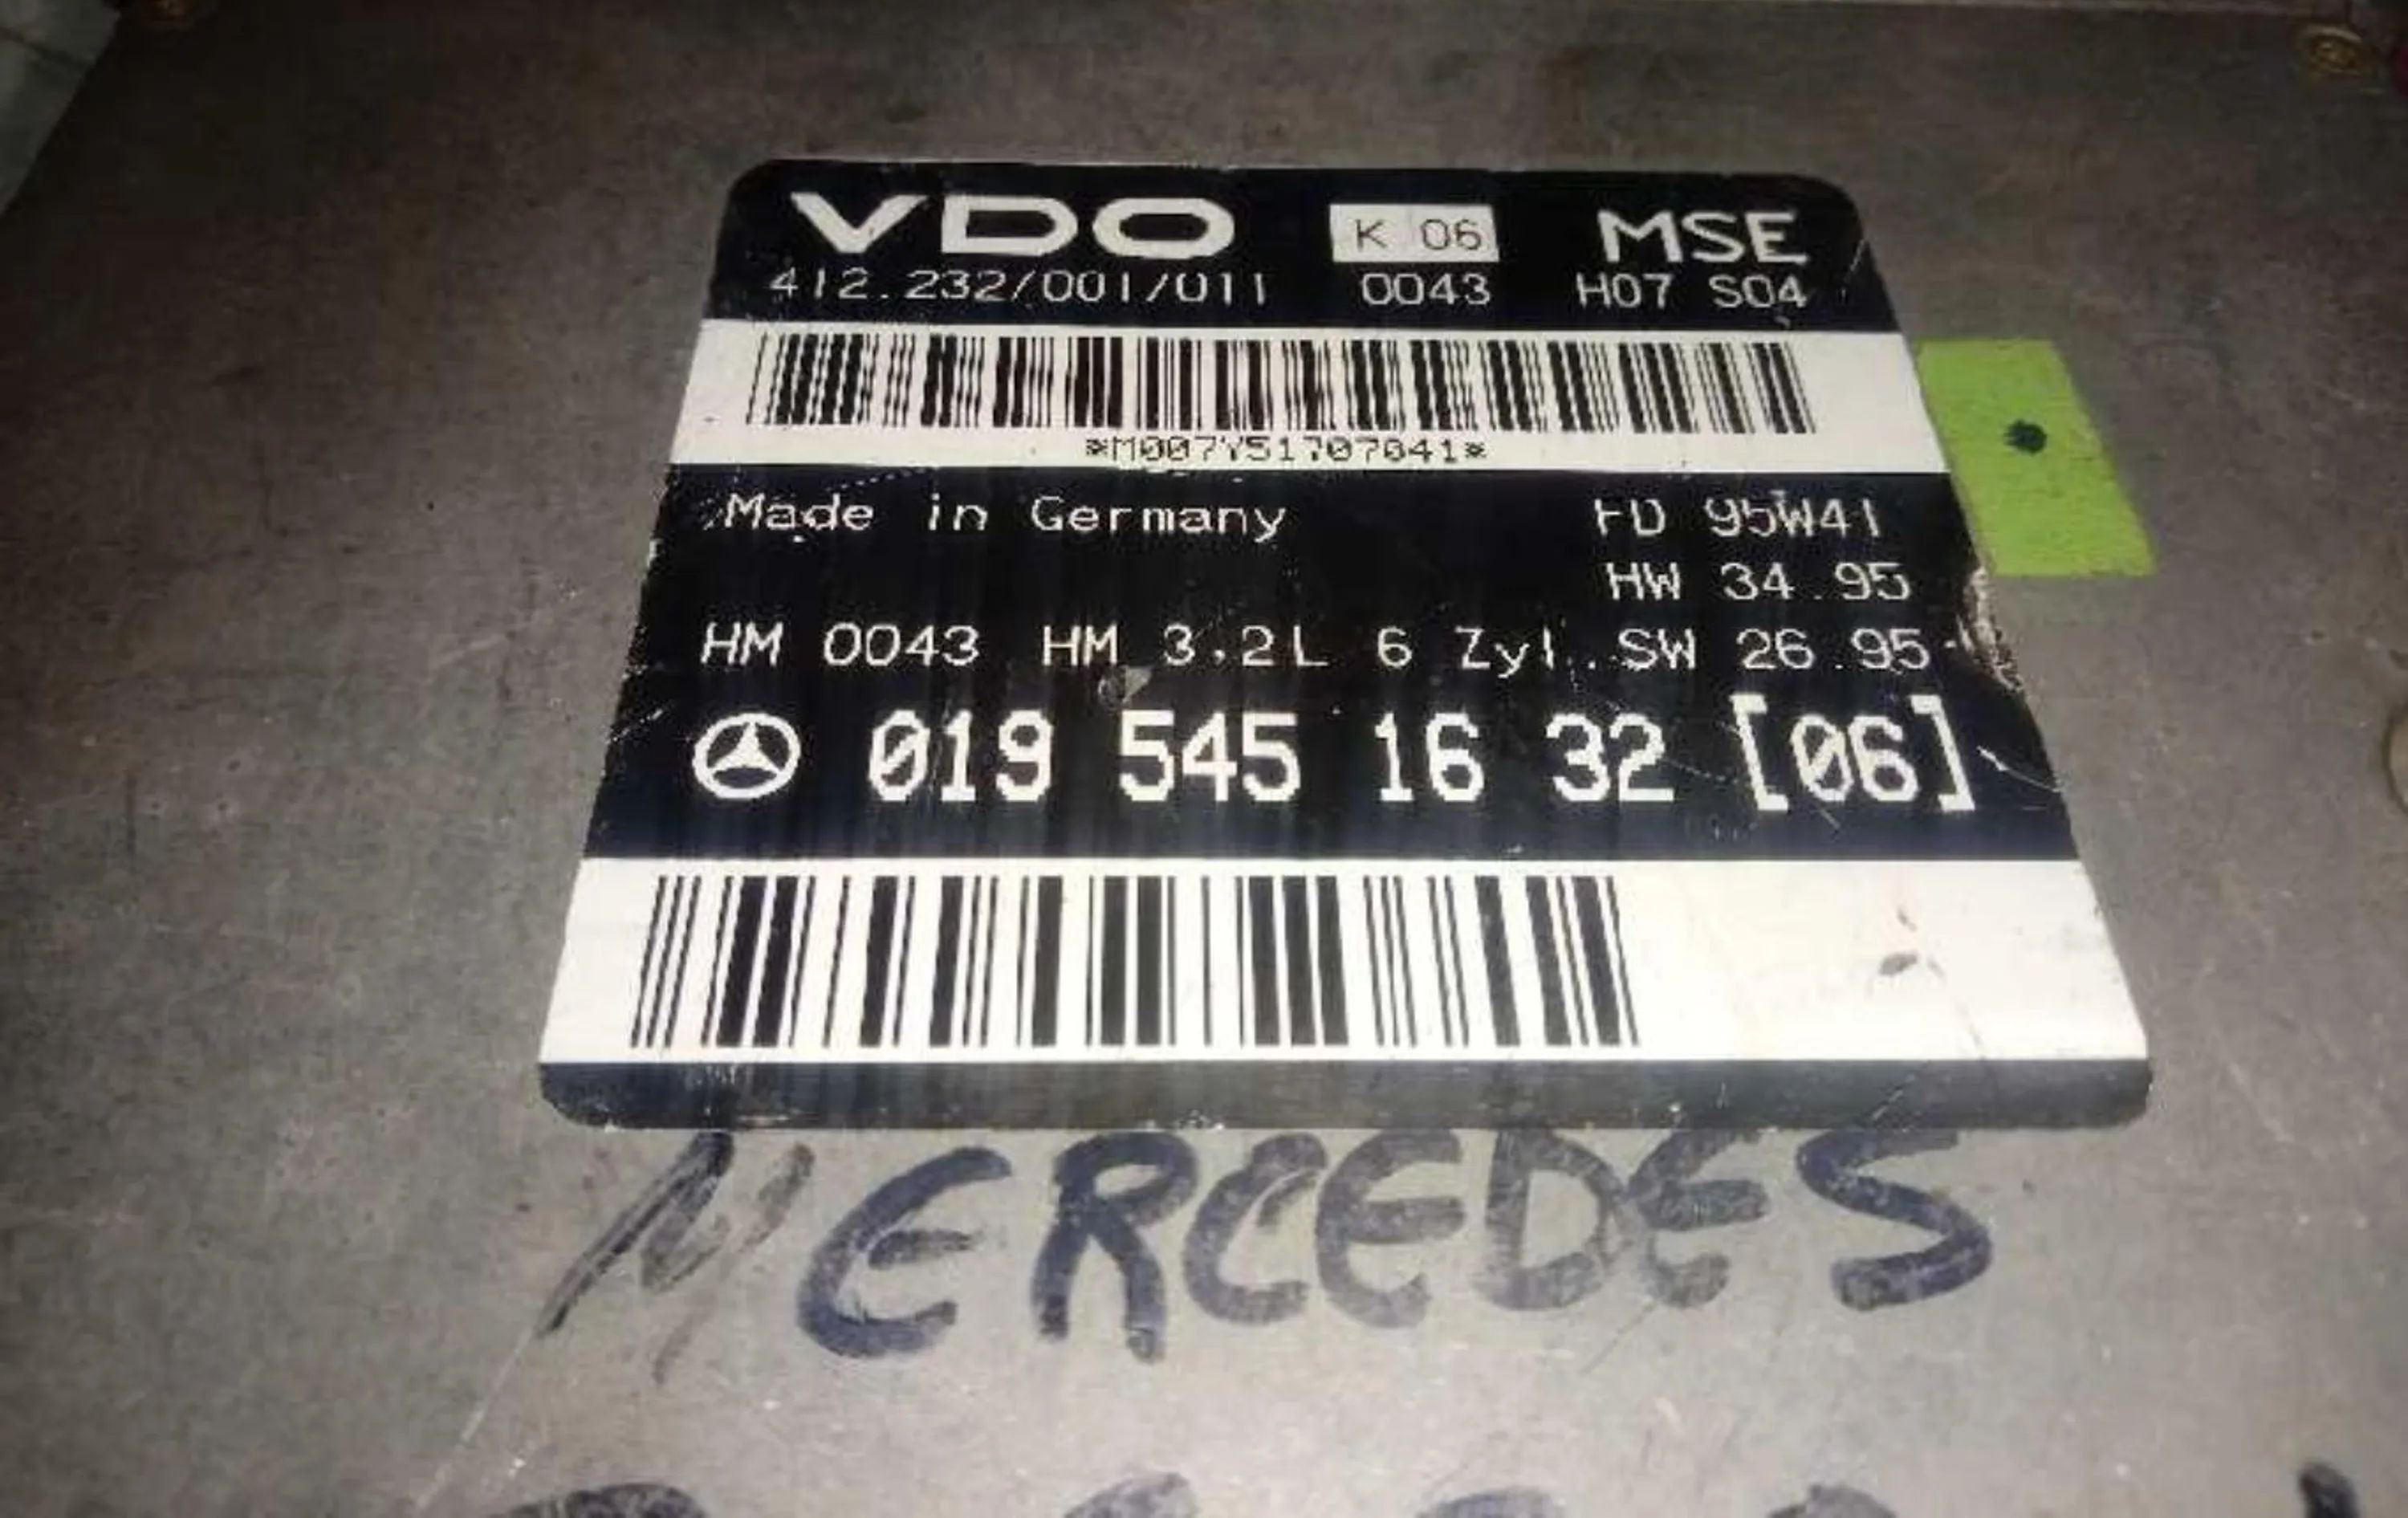 VDO K 06 MSE
412.232/001/011 0043 H07 S04
*M007Y51707041*
Made in Germany FD 95W41
HW 34.95
HM 0043 HM 3.2L 6 Zyl. SW 26.95
019 545 16 32 [06]
MERCEDES